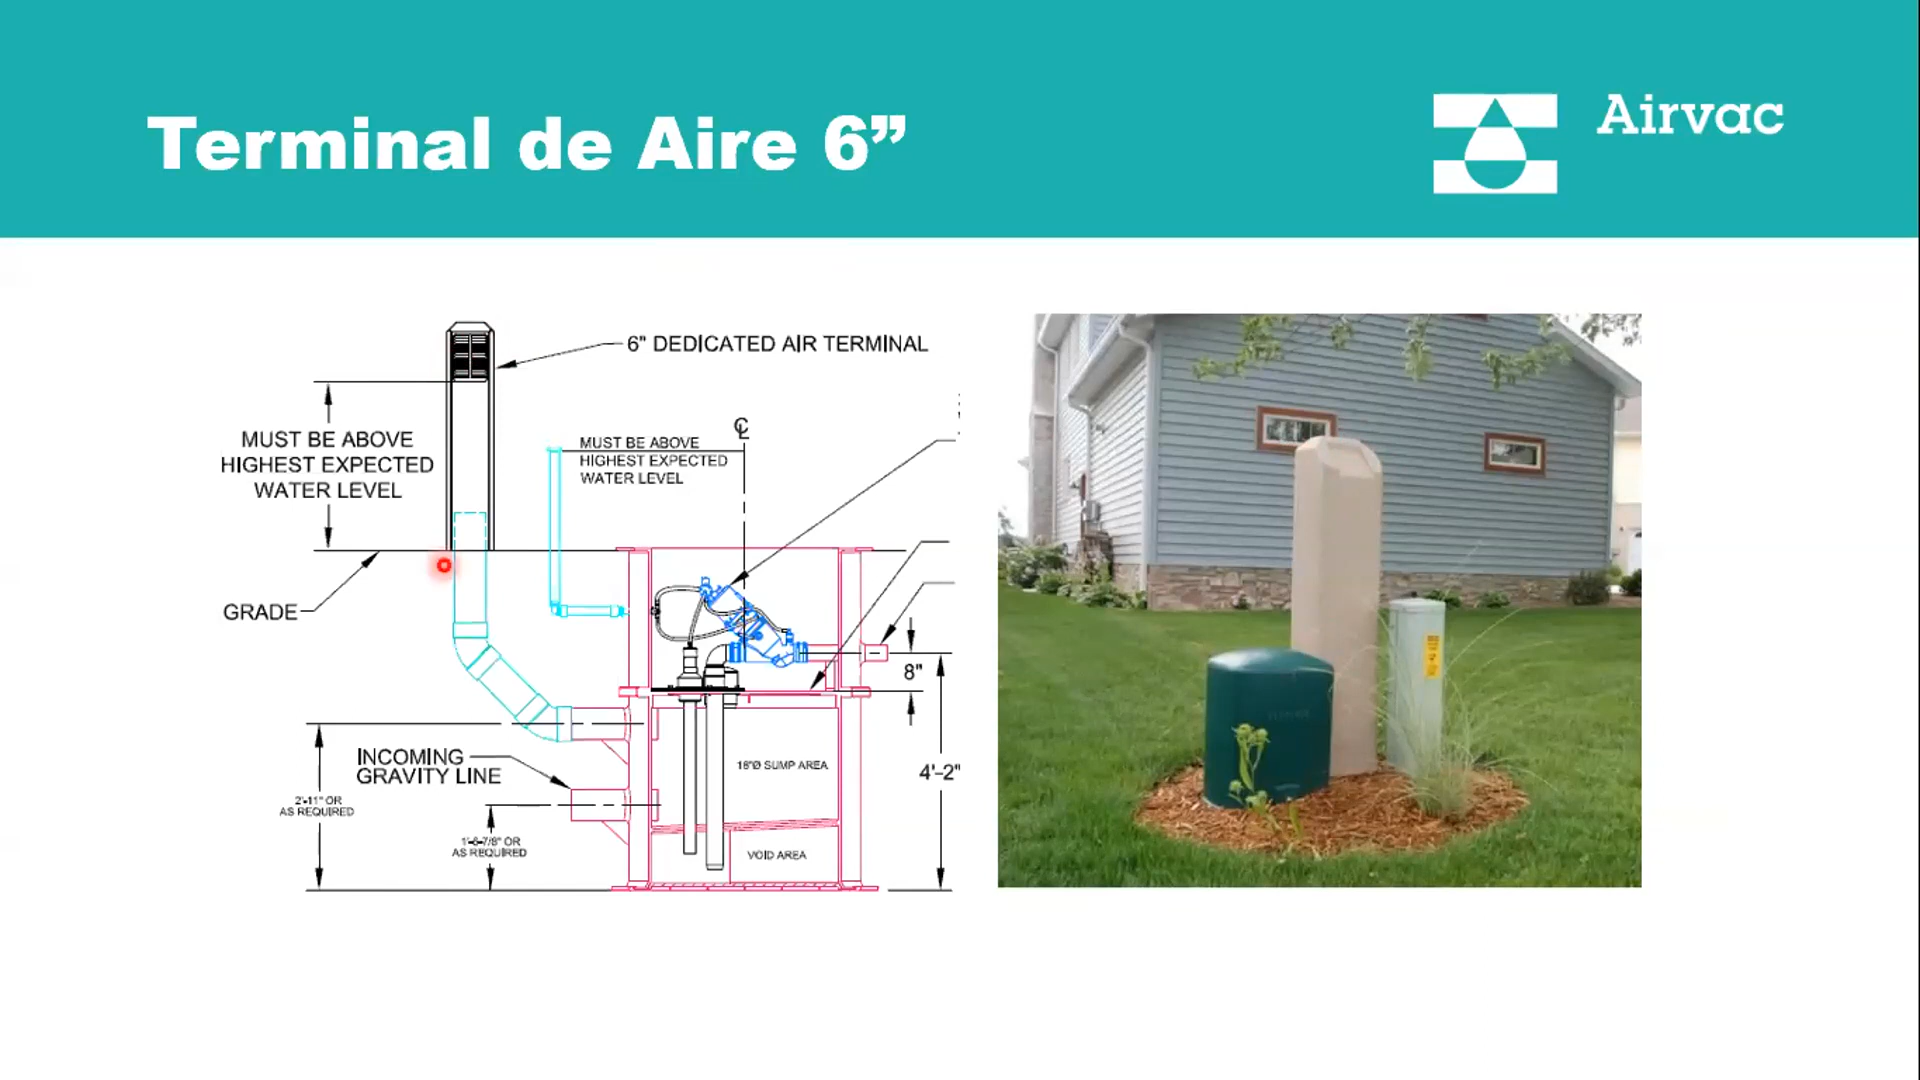 Terminal de Aire 6”
Airvac
6" DEDICATED AIR TERMINAL
MUST BE ABOVE
HIGHEST EXPECTED
WATER LEVEL
℄
MUST BE ABOVE
HIGHEST EXPECTED
WATER LEVEL
GRADE
8"
INCOMING
GRAVITY LINE
18"Ø SUMP AREA
4'-2"
2'-11" OR
AS REQUIRED
1'-6-7/8" OR
AS REQUIRED
VOID AREA